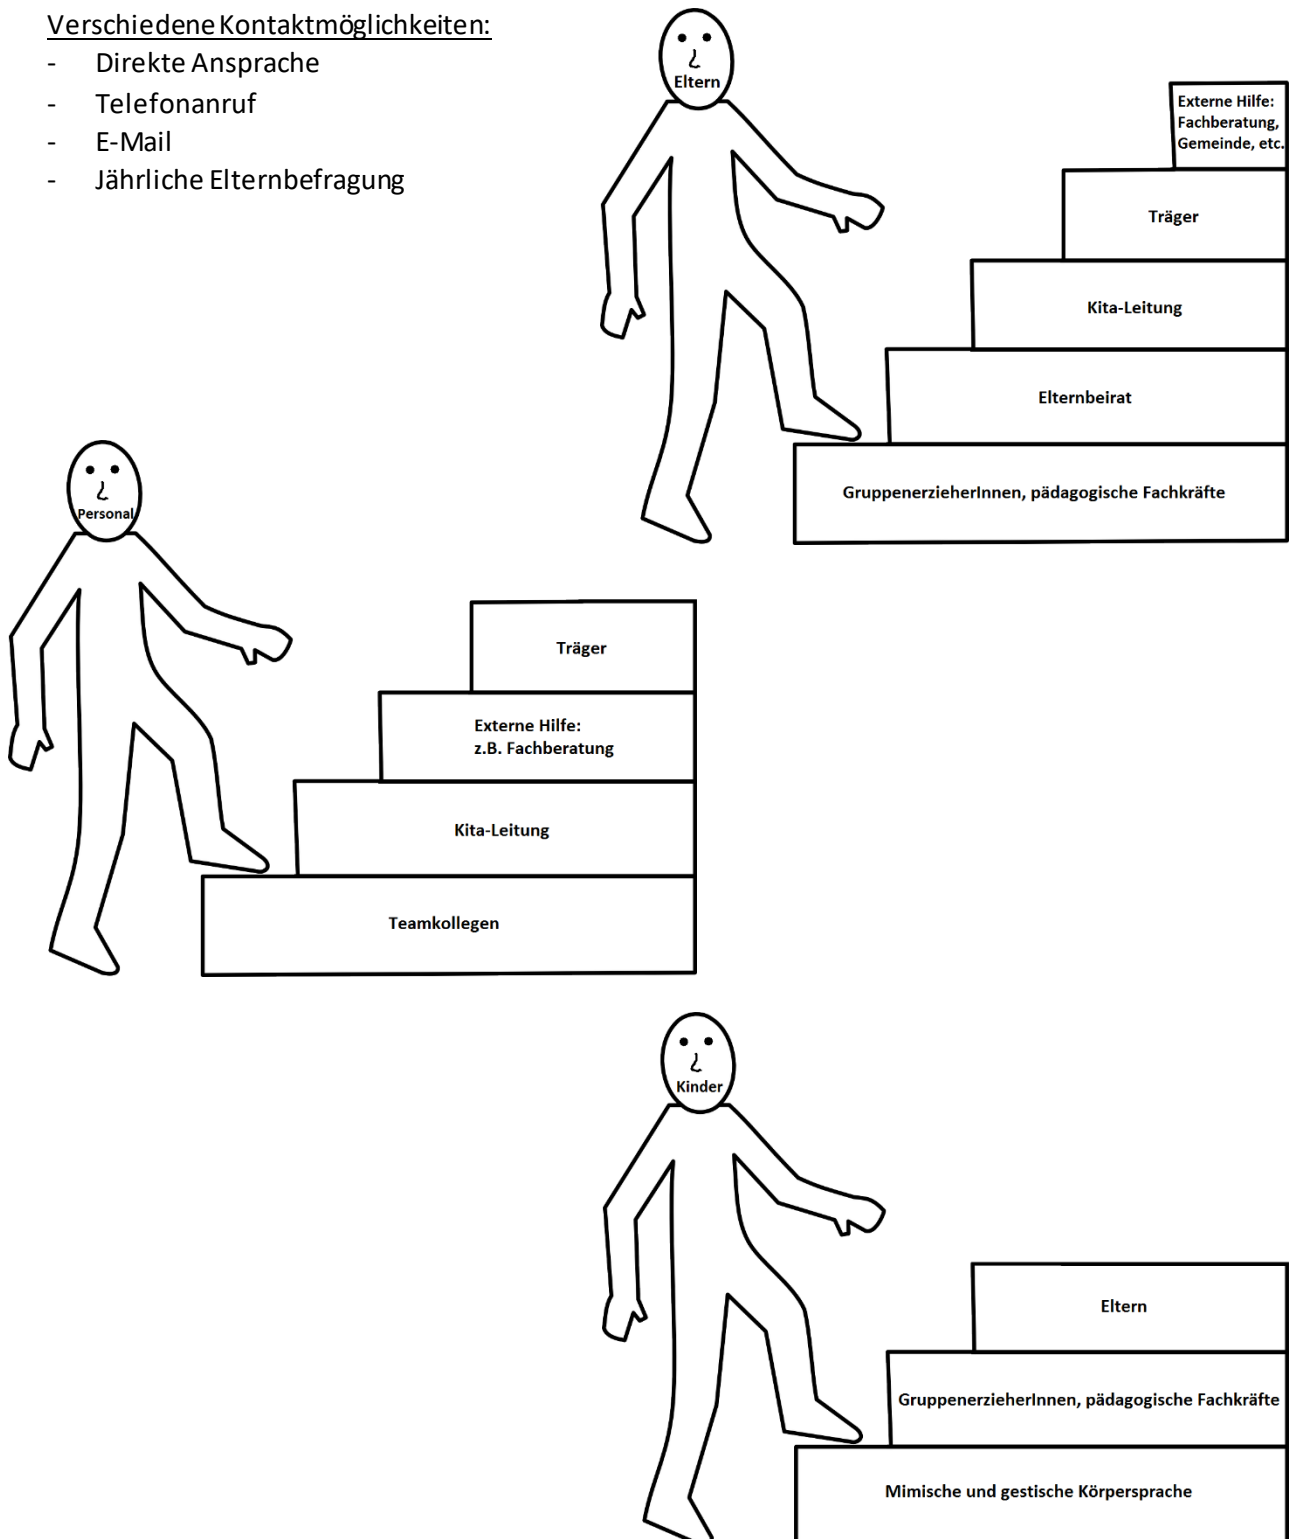 Verschiedene Kontaktmöglichkeiten:
- Direkte Ansprache
- Telefonanruf
- E-Mail
- Jährliche Elternbefragung
Eltern
Externe Hilfe:
Fachberatung,
Gemeinde, etc.
Träger
Kita-Leitung
Elternbeirat
GruppenerzieherInnen, pädagogische Fachkräfte
Personal
Träger
Externe Hilfe:
z.B. Fachberatung
Kita-Leitung
Teamkollegen
Kinder
Eltern
GruppenerzieherInnen, pädagogische Fachkräfte
Mimische und gestische Körpersprache